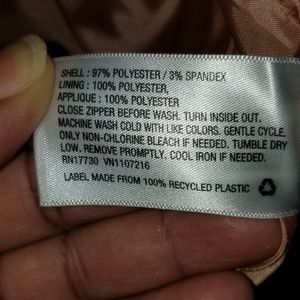 SHELL : 97% POLYESTER / 3% SPANDEX
LINING : 100% POLYESTER,
APPLIQUE : 100% POLYESTER
CLOSE ZIPPER BEFORE WASH. TURN INSIDE OUT.
MACHINE WASH COLD WITH LIKE COLORS. GENTLE CYCLE.
ONLY NON-CHLORINE BLEACH IF NEEDED. TUMBLE DRY
LOW, REMOVE PROMPTLY. COOL IRON IF NEEDED.
RN17730 VN1107216
LABEL MADE FROM 100% RECYCLED PLASTIC